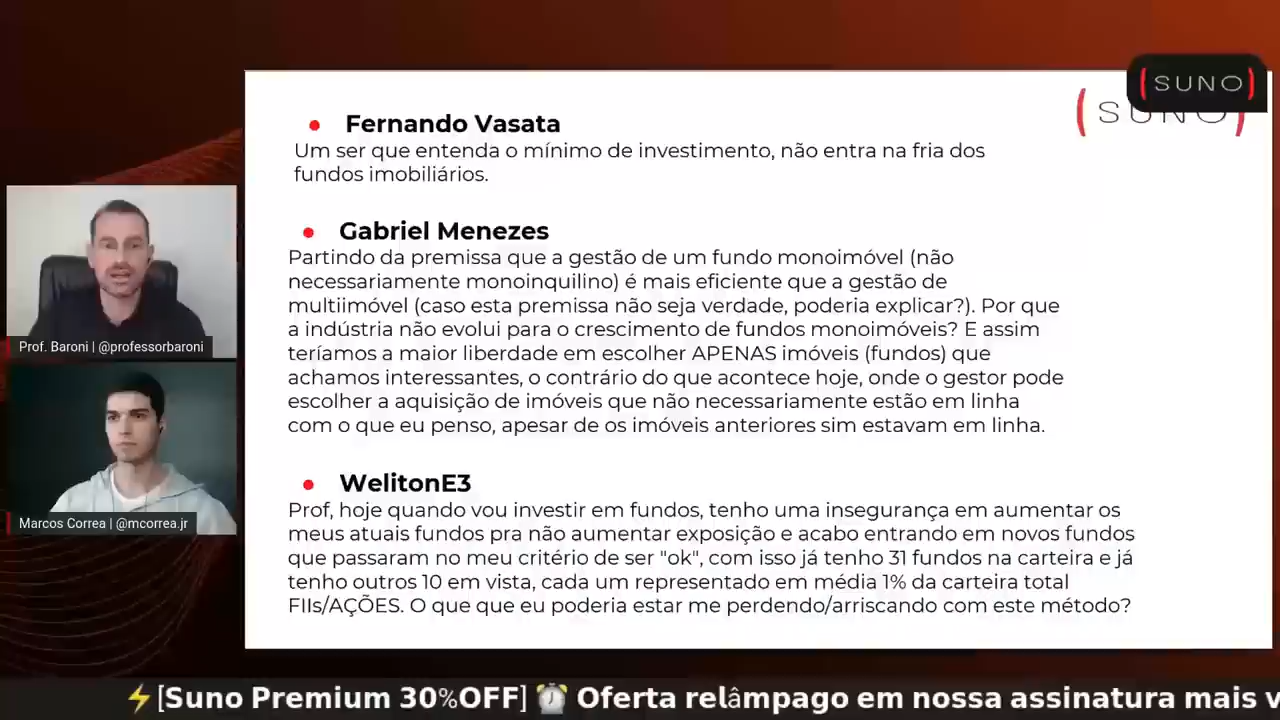 (SUNO)
(SUNO)
• Fernando Vasata
Um ser que entenda o mínimo de investimento, não entra na fria dos
fundos imobiliários.
• Gabriel Menezes
Partindo da premissa que a gestão de um fundo monoimóvel (não
necessariamente monoinquilino) é mais eficiente que a gestão de
multiimóvel (caso esta premissa não seja verdade, poderia explicar?). Por que
a indústria não evolui para o crescimento de fundos monoimóveis? E assim
teríamos a maior liberdade em escolher APENAS imóveis (fundos) que
achamos interessantes, o contrário do que acontece hoje, onde o gestor pode
escolher a aquisição de imóveis que não necessariamente estão em linha
com o que eu penso, apesar de os imóveis anteriores sim estavam em linha.
• WelitonE3
Prof, hoje quando vou investir em fundos, tenho uma insegurança em aumentar os
meus atuais fundos pra não aumentar exposição e acabo entrando em novos fundos
que passaram no meu critério de ser "ok", com isso já tenho 31 fundos na carteira e já
tenho outros 10 em vista, cada um representado em média 1% da carteira total
FIIs/AÇÕES. O que que eu poderia estar me perdendo/arriscando com este método?
Prof. Baroni | @professorbaroni
Marcos Correa | @mcorrea.jr
⚡[Suno Premium 30%OFF] ⏰ Oferta relâmpago em nossa assinatura mais